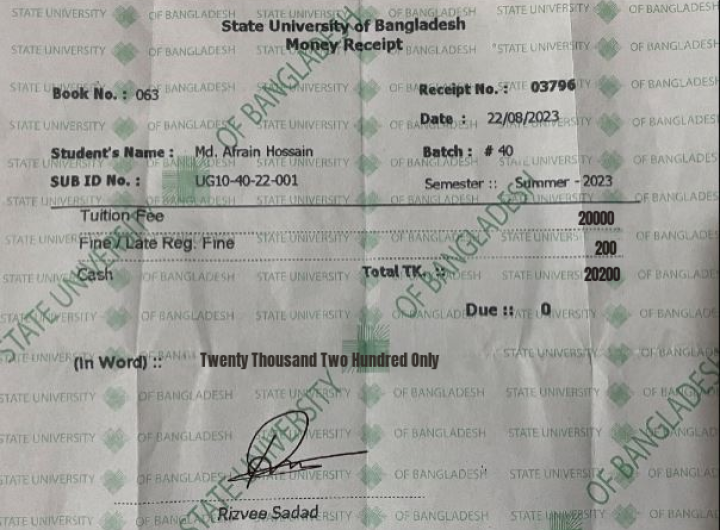 State University of Bangladesh
Money Receipt
Book No. : 063 Receipt No. : 03796
Date : 22/08/2023
Student's Name : Md. Afrain Hossain Batch : # 40
SUB ID No. : UG10-40-22-001 Semester :: Summer - 2023
Tuition Fee 20000
Fine / Late Reg. Fine 200
Cash Total TK. :: 20200
Due :: 0
(In Word) :: Twenty Thousand Two Hundred Only
Rizvee Sadad
STATE UNIVERSITY OF BANGLADESH